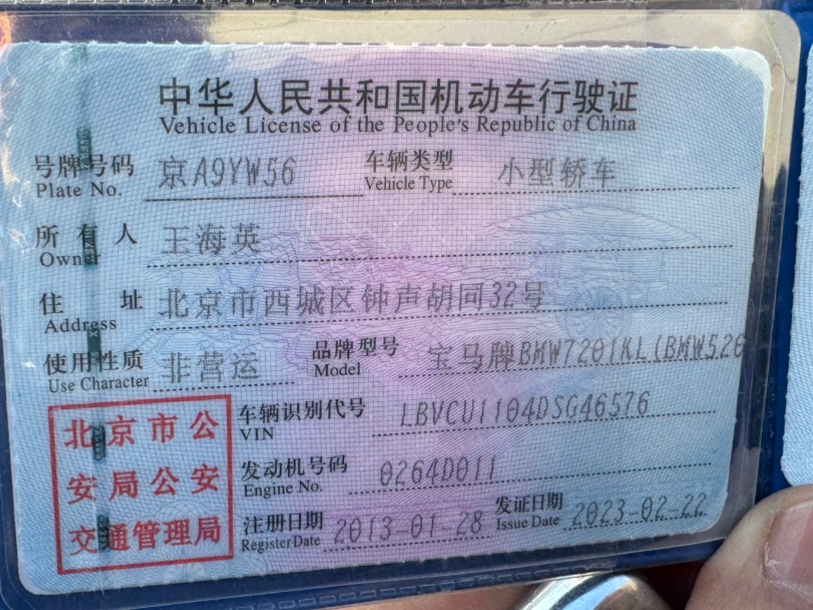 中华人民共和国机动车行驶证
Vehicle License of the People's Republic of China
号牌号码 京A9YW56 车辆类型 小型轿车
Plate No. Vehicle Type
所有人 王海英
Owner
住址 北京市西城区钟声胡同32号
Address
使用性质 非营运 品牌型号 宝马牌BMW7201KL(BMW526
Use Character Model
北京市公安局公安交通管理局
车辆识别代号 LBVCU1104DSG46576
VIN
发动机号码 0264D011
Engine No.
注册日期 2013-01-28 发证日期 2023-02-22
Register Date Issue Date